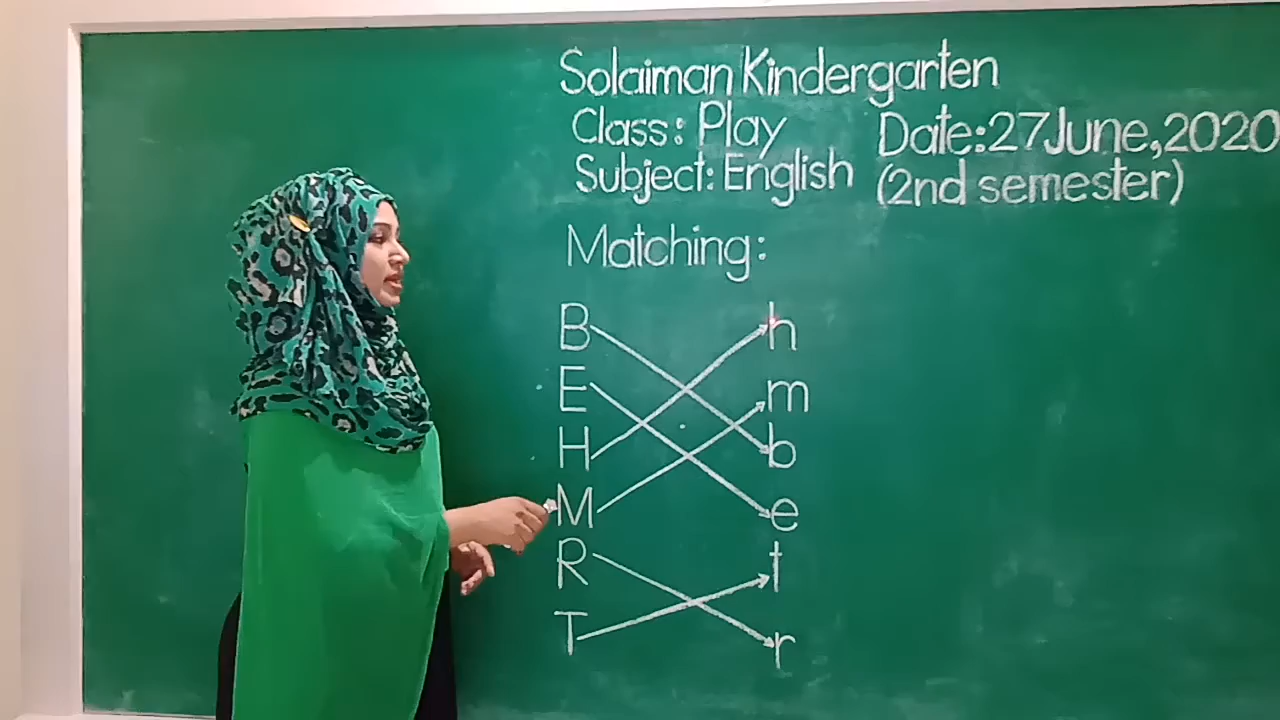 Solaiman Kindergarten
Class: Play Date:27June,2020
Subject: English (2nd semester)
Matching:
B h
E m
H b
M e
R t
T r